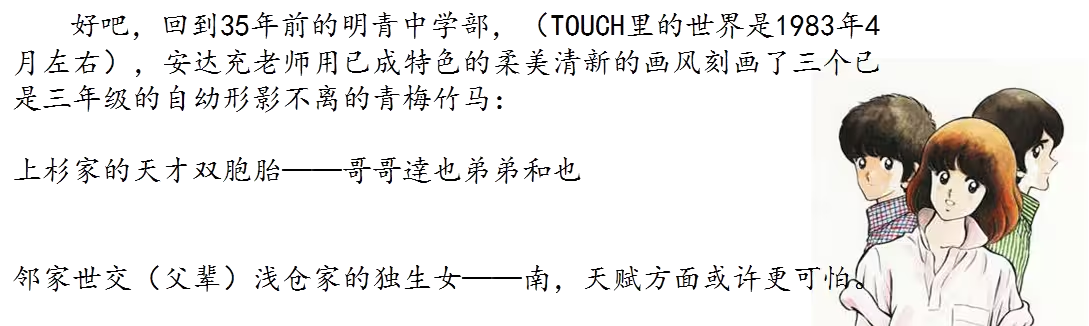 好吧，回到35年前的明青中学部，（TOUCH里的世界是1983年4
月左右），安达充老师用已成特色的柔美清新的画风刻画了三个已
是三年级的自幼形影不离的青梅竹马：
上杉家的天才双胞胎——哥哥達也弟弟和也
邻家世交（父辈）浅仓家的独生女——南，天赋方面或许更可怕。